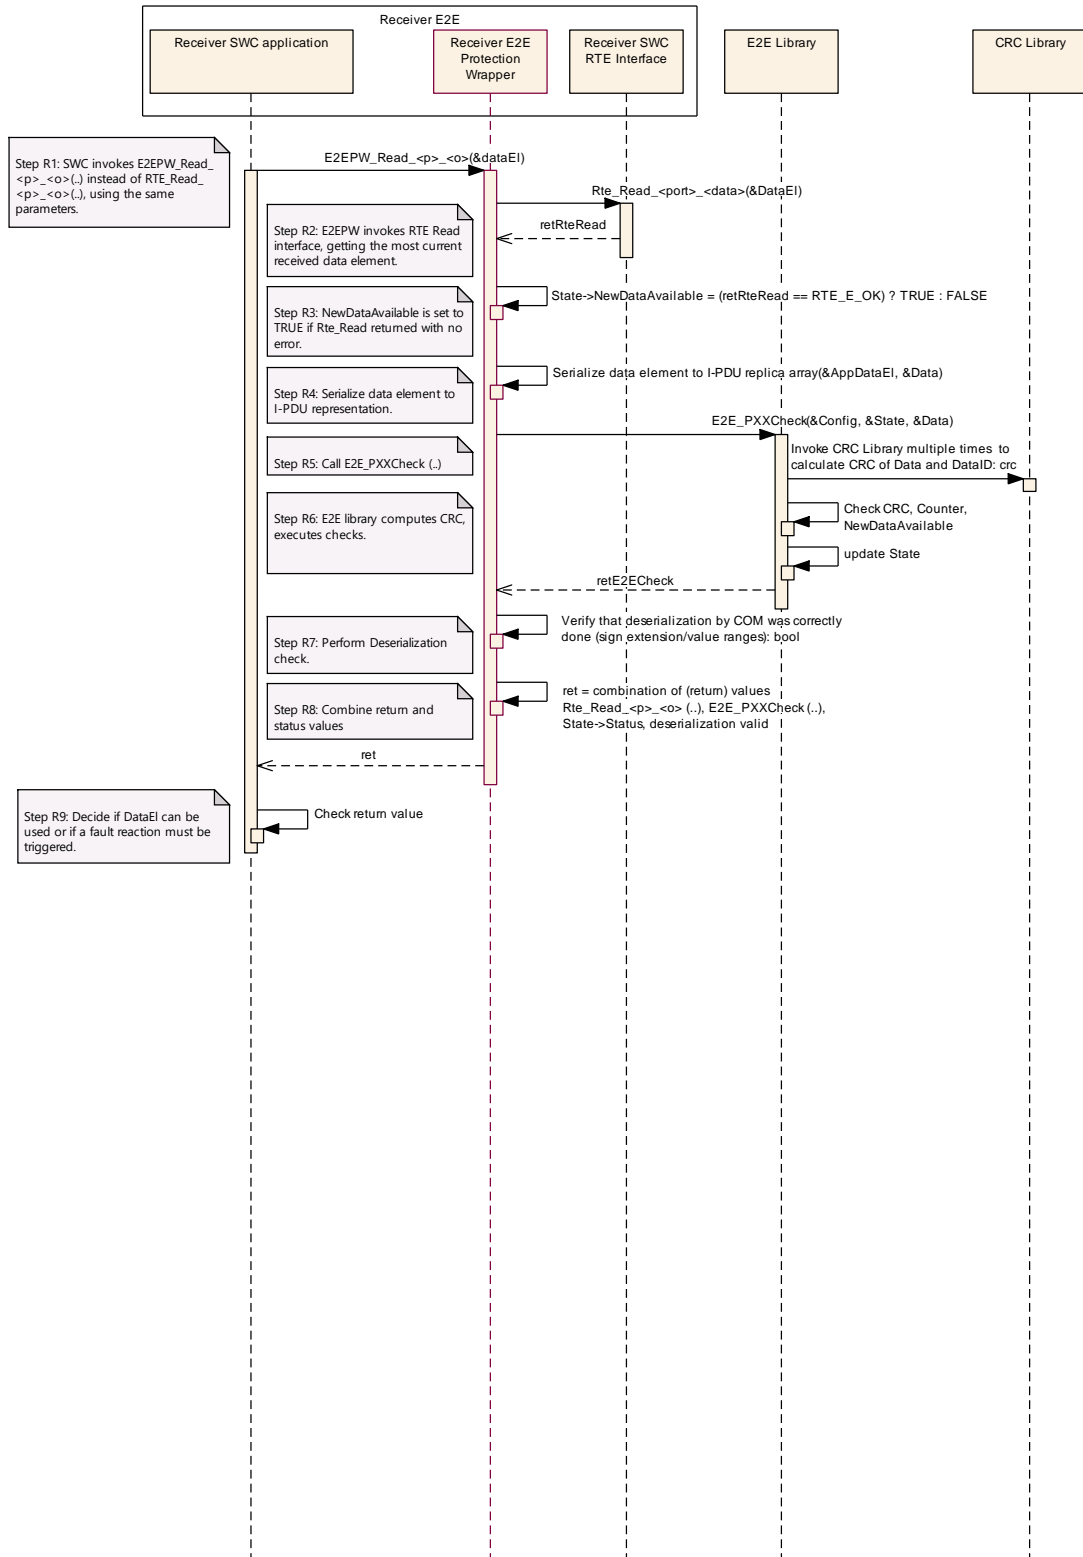 Receiver E2E
Receiver SWC application
Receiver E2E
Protection
Wrapper
Receiver SWC
RTE Interface
E2E Library
CRC Library
Step R1: SWC invokes E2EPW_Read_
<p>_<o>(..) instead of RTE_Read_
<p>_<o>(..), using the same
parameters.
E2EPW_Read_<p>_<o>(&dataEl)
Rte_Read_<port>_<data>(&DataEl)
Step R2: E2EPW invokes RTE Read
interface, getting the most current
received data element.
retRteRead
State->NewDataAvailable = (retRteRead == RTE_E_OK) ? TRUE : FALSE
Step R3: NewDataAvailable is set to
TRUE if Rte_Read returned with no
error.
Serialize data element to I-PDU replica array(&AppDataEl, &Data)
Step R4: Serialize data element to
I-PDU representation.
E2E_PXXCheck(&Config, &State, &Data)
Step R5: Call E2E_PXXCheck (..)
Invoke CRC Library multiple times to
calculate CRC of Data and DataID: crc
Step R6: E2E library computes CRC,
executes checks.
Check CRC, Counter,
NewDataAvailable
update State
retE2ECheck
Verify that deserialization by COM was correctly
done (sign extension/value ranges): bool
Step R7: Perform Deserialization
check.
ret = combination of (return) values
Rte_Read_<p>_<o> (..), E2E_PXXCheck (..),
State->Status, deserialization valid
Step R8: Combine return and
status values
ret
Step R9: Decide if DataEl can be
used or if a fault reaction must be
triggered.
Check return value